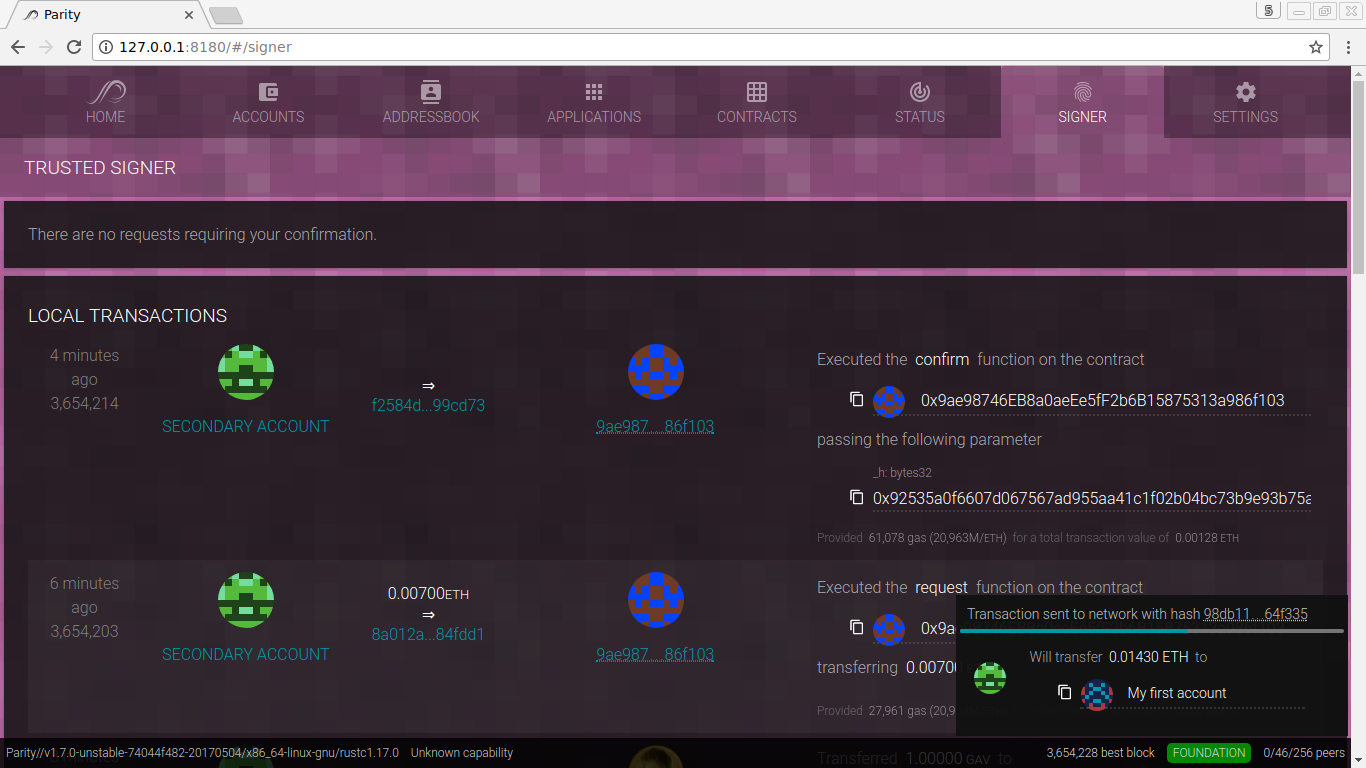 Parity
5
127.0.0.1:8180/#/signer
HOME
ACCOUNTS
ADDRESSBOOK
APPLICATIONS
CONTRACTS
STATUS
SIGNER
SETTINGS
TRUSTED SIGNER
There are no requests requiring your confirmation.
LOCAL TRANSACTIONS
4 minutes
ago
3,654,214
SECONDARY ACCOUNT
⇒
f2584d...99cd73
9ae987...86f103
Executed the confirm function on the contract
0x9ae98746EB8a0aeEe5fF2b6B15875313a986f103
passing the following parameter
_h: bytes32
0x92535a0f6607d067567ad955aa41c1f02b04bc73b9e93b75a
Provided 61,078 gas (20,963M/ETH) for a total transaction value of 0.00128 ETH
6 minutes
ago
3,654,203
SECONDARY ACCOUNT
0.00700ETH
⇒
8a012a...84fdd1
9ae987...86f103
Executed the request function on the contract
0x9a
transferring 0.0070
Provided 27,961 gas (20,9
Transaction sent to network with hash 98db11...64f335
Will transfer 0.01430 ETH to
My first account
Transferred 1.00000 GAV to
Parity//v1.7.0-unstable-74044f482-20170504/x86_64-linux-gnu/rustc1.17.0
Unknown capability
3,654,228 best block
FOUNDATION
0/46/256 peers